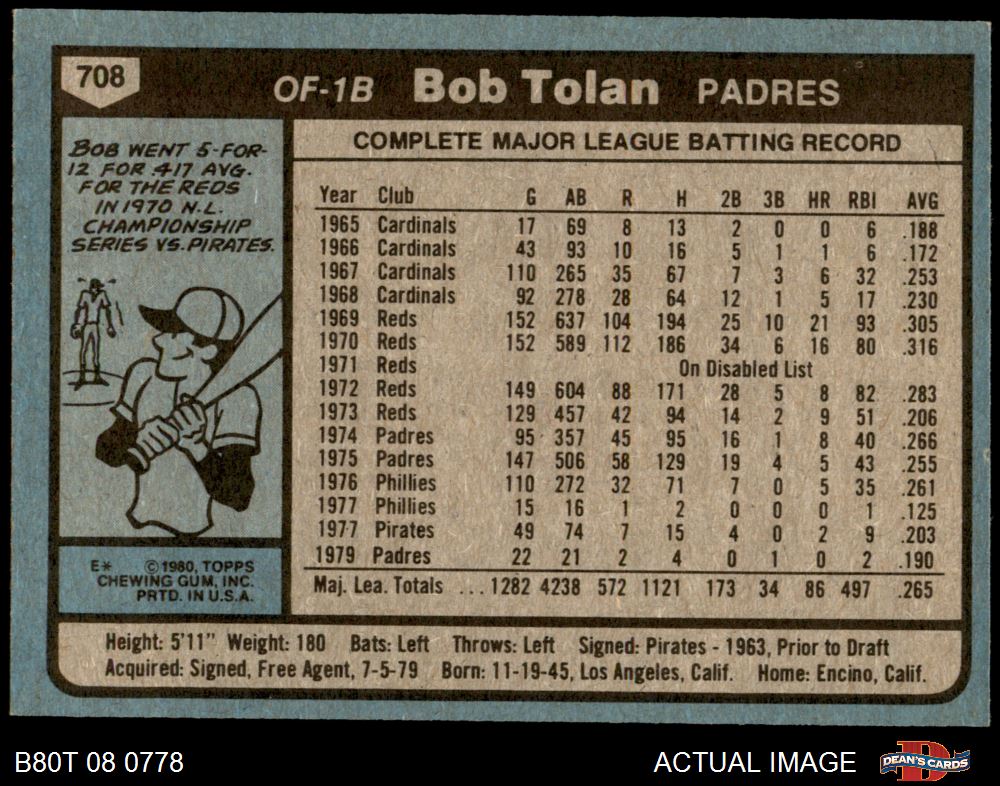 708
OF-1B Bob Tolan PADRES
BOB WENT 5-FOR-
12 FOR .417 AVG.
FOR THE REDS
IN 1970 N.L.
CHAMPIONSHIP
SERIES VS. PIRATES.
E* ©1980, TOPPS
CHEWING GUM, INC.
PRTD. IN U.S.A.
COMPLETE MAJOR LEAGUE BATTING RECORD
Year Club G AB R H 2B 3B HR RBI AVG
1965 Cardinals 17 69 8 13 2 0 0 6 .188
1966 Cardinals 43 93 10 16 5 1 1 6 .172
1967 Cardinals 110 265 35 67 7 3 6 32 .253
1968 Cardinals 92 278 28 64 12 1 5 17 .230
1969 Reds 152 637 104 194 25 10 21 93 .305
1970 Reds 152 589 112 186 34 6 16 80 .316
1971 Reds On Disabled List
1972 Reds 149 604 88 171 28 5 8 82 .283
1973 Reds 129 457 42 94 14 2 9 51 .206
1974 Padres 95 357 45 95 16 1 8 40 .266
1975 Padres 147 506 58 129 19 4 5 43 .255
1976 Phillies 110 272 32 71 7 0 5 35 .261
1977 Phillies 15 16 1 2 0 0 0 1 .125
1977 Pirates 49 74 7 15 4 0 2 9 .203
1979 Padres 22 21 2 4 0 1 0 2 .190
Maj. Lea. Totals ... 1282 4238 572 1121 173 34 86 497 .265
Height: 5'11" Weight: 180 Bats: Left Throws: Left Signed: Pirates - 1963, Prior to Draft
Acquired: Signed, Free Agent, 7-5-79 Born: 11-19-45, Los Angeles, Calif. Home: Encino, Calif.
B80T 08 0778 ACTUAL IMAGE D DEAN'S CARDS